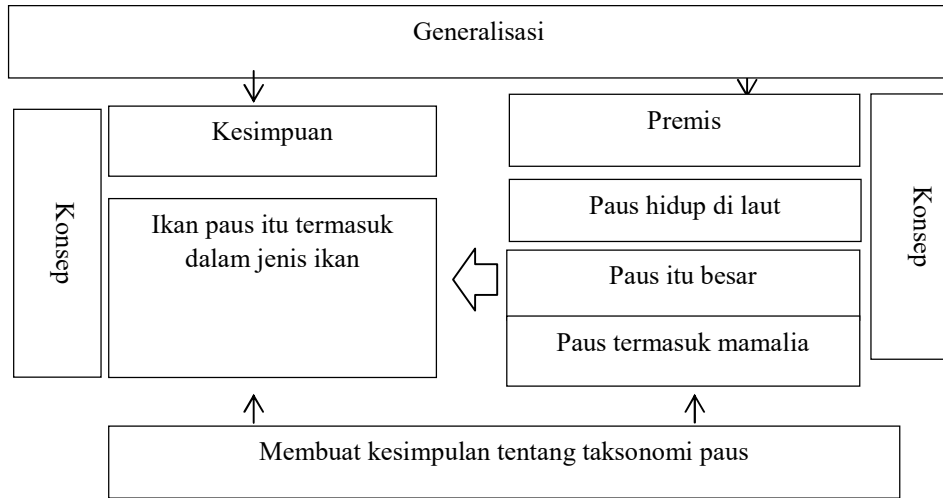 Generalisasi
Konsep
Kesimpuan
Ikan paus itu termasuk
dalam jenis ikan
Premis
Paus hidup di laut
Paus itu besar
Paus termasuk mamalia
Konsep
Membuat kesimpulan tentang taksonomi paus